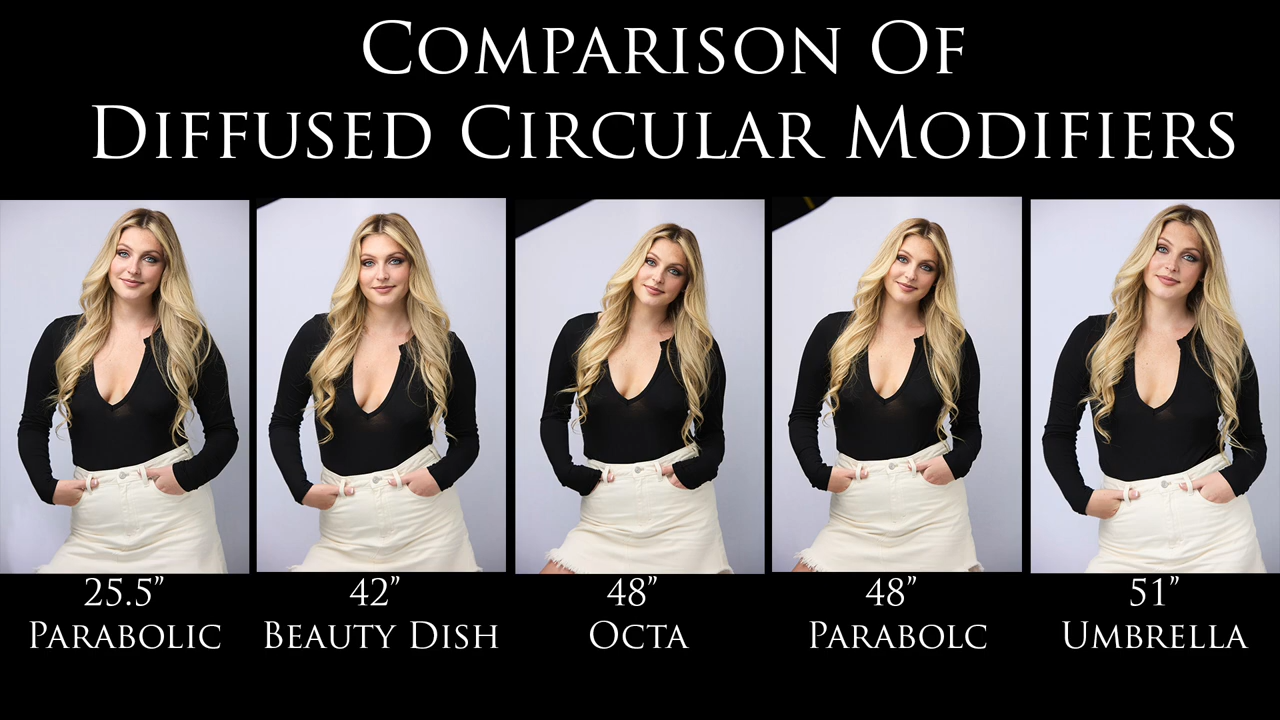 Comparison Of
Diffused Circular Modifiers
25.5”
Parabolic
42”
Beauty Dish
48”
Octa
48”
Parabolc
51”
Umbrella